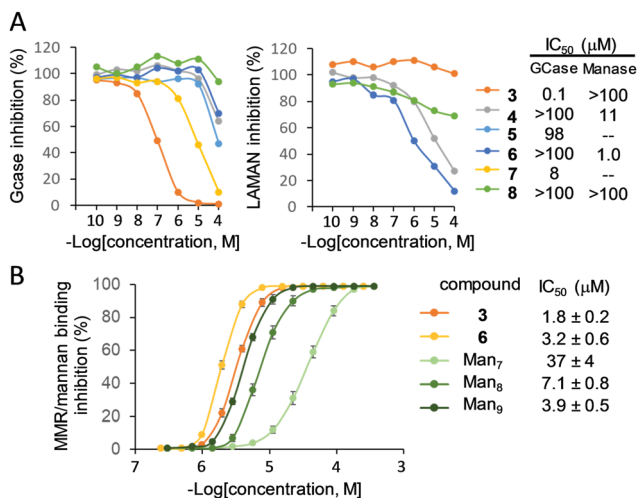 A
Gcase inhibition (%)
120
100
80
60
40
20
0
10 9 8 7 6 5 4
-Log[concentration, M]
LAMAN inhibition (%)
120
100
80
60
40
20
0
10 9 8 7 6 5 4
-Log[concentration, M]
IC50 (μM)
GCase Manase
3 0.1 >100
4 >100 11
5 98 --
6 >100 1.0
7 8 --
8 >100 >100
B
MMR/mannan binding
inhibition (%)
100
80
60
40
20
0
7 6 5 4 3
-Log[concentration, M]
compound IC50 (μM)
3 1.8 ± 0.2
6 3.2 ± 0.6
Man7 37 ± 4
Man8 7.1 ± 0.8
Man9 3.9 ± 0.5